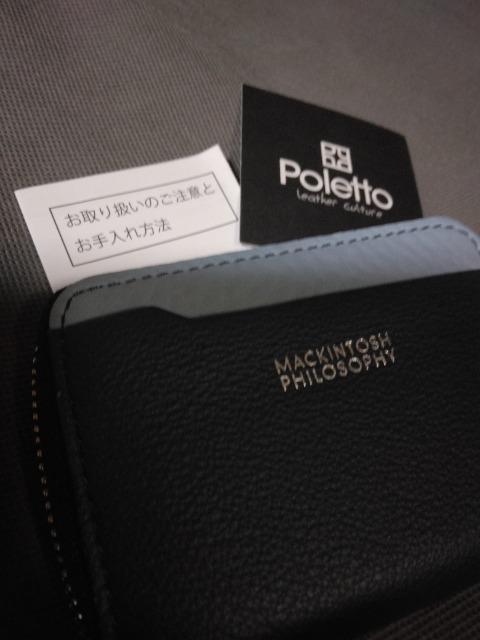 Poletto
Leather culture
お取り扱いのご注意と
お手入れ方法
MACKINTOSH
PHILOSOPHY